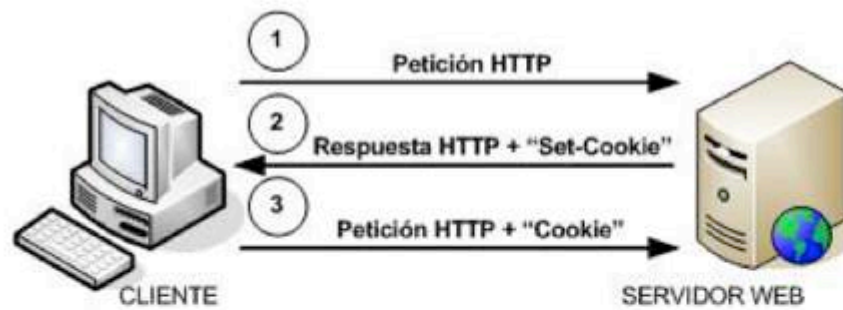 1
Petición HTTP
2
Respuesta HTTP + “Set-Cookie”
3
Petición HTTP + “Cookie”
CLIENTE
SERVIDOR WEB